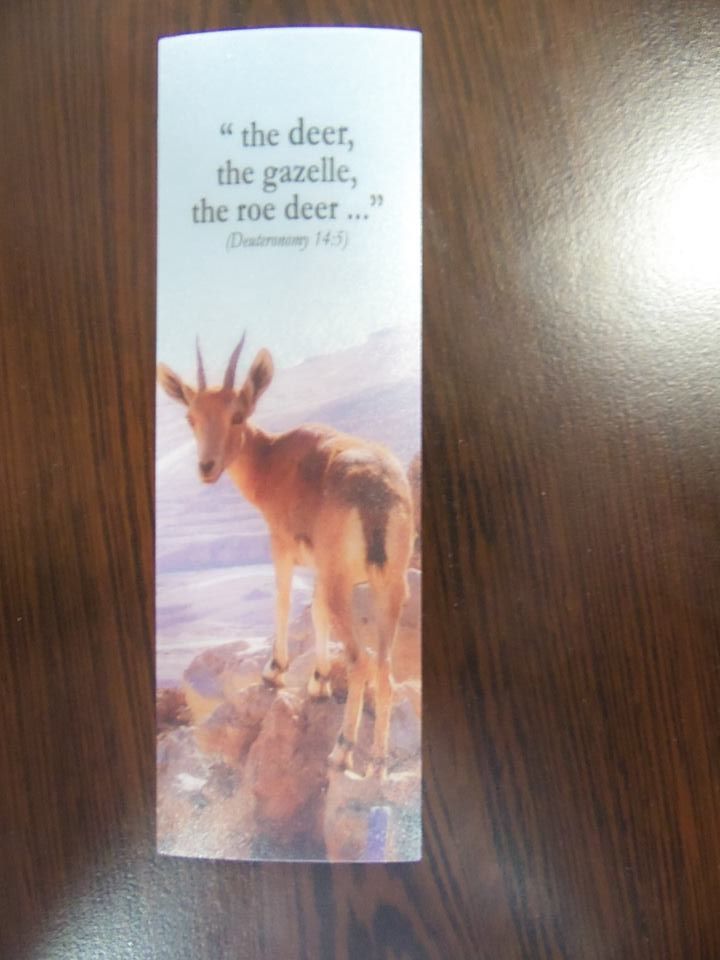 “ the deer,
the gazelle,
the roe deer ...”
(Deuteronomy 14:5)